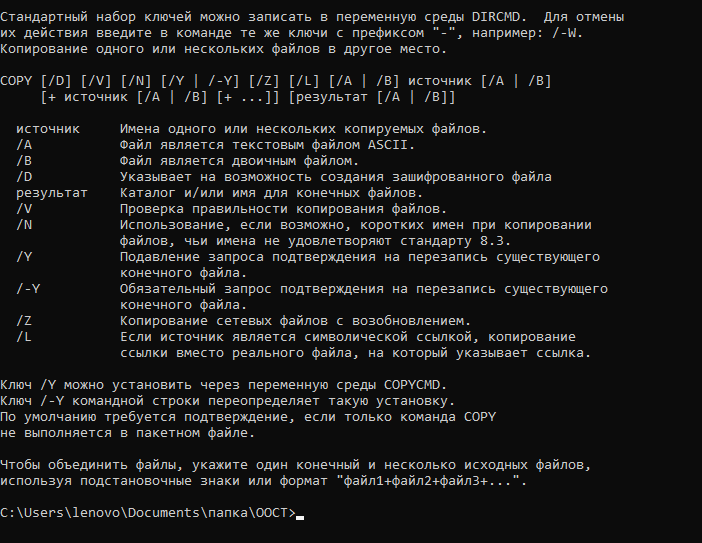 Стандартный набор ключей можно записать в переменную среды DIRCMD.  Для отмены
их действия введите в команде те же ключи с префиксом "-", например: /-W.
Копирование одного или нескольких файлов в другое место.

COPY [/D] [/V] [/N] [/Y | /-Y] [/Z] [/L] [/A | /B] источник [/A | /B]
     [+ источник [/A | /B] [+ ...]] [результат [/A | /B]]

  источник     Имена одного или нескольких копируемых файлов.
  /A           Файл является текстовым файлом ASCII.
  /B           Файл является двоичным файлом.
  /D           Указывает на возможность создания зашифрованного файла
  результат    Каталог и/или имя для конечных файлов.
  /V           Проверка правильности копирования файлов.
  /N           Использование, если возможно, коротких имен при копировании
               файлов, чьи имена не удовлетворяют стандарту 8.3.
  /Y           Подавление запроса подтверждения на перезапись существующего
               конечного файла.
  /-Y          Обязательный запрос подтверждения на перезапись существующего
               конечного файла.
  /Z           Копирование сетевых файлов с возобновлением.
  /L           Если источник является символической ссылкой, копирование
               ссылки вместо реального файла, на который указывает ссылка.

Ключ /Y можно установить через переменную среды COPYCMD.
Ключ /-Y командной строки переопределяет такую установку.
По умолчанию требуется подтверждение, если только команда COPY
не выполняется в пакетном файле.

Чтобы объединить файлы, укажите один конечный и несколько исходных файлов,
используя подстановочные знаки или формат "файл1+файл2+файл3+...".

C:\Users\lenovo\Documents\папка\ООСТ>